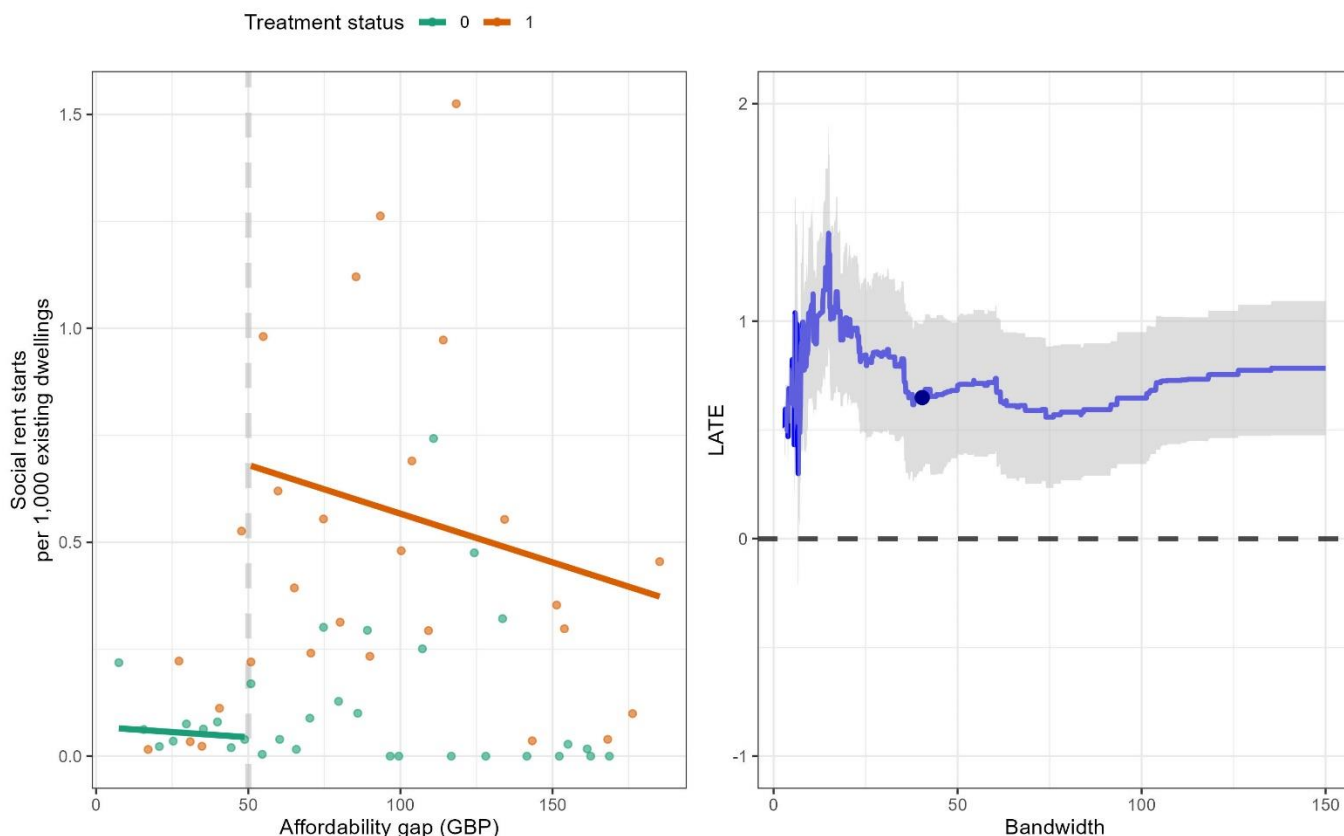 Treatment status 0 1
Social rent starts
per 1,000 existing dwellings
1.5
1.0
0.5
0.0
0 50 100 150
Affordability gap (GBP)
LATE
2
1
0
-1
0 50 100 150
Bandwidth